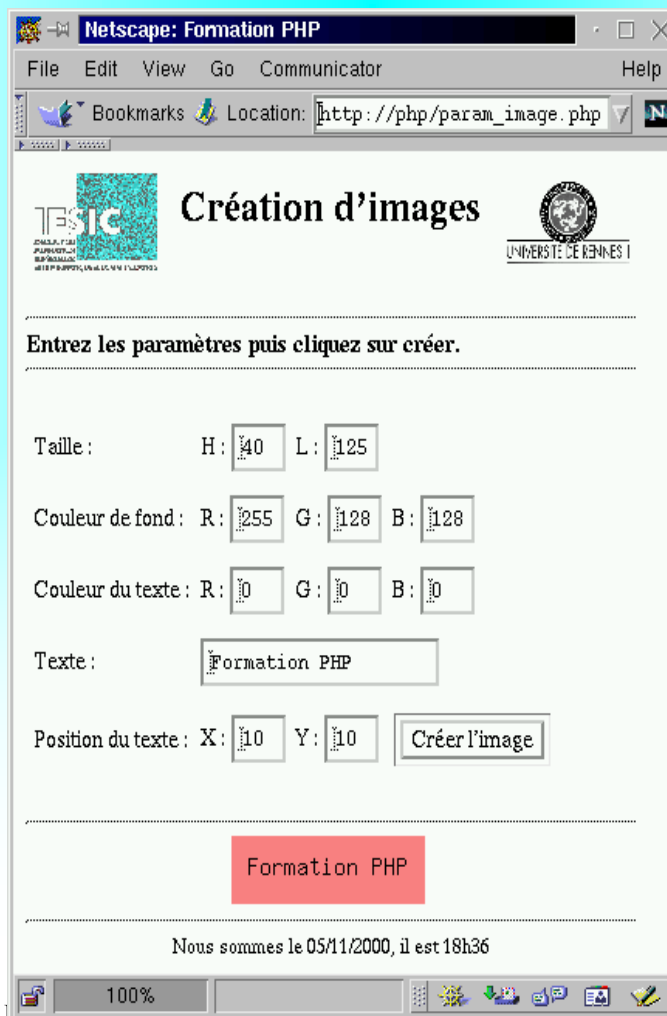 Netscape: Formation PHP
File Edit View Go Communicator Help
Bookmarks Location: http://php/param_image.php N
TESIC
Création d'images
UNIVERSITE DE RENNES 1
Entrez les paramètres puis cliquez sur créer.
Taille : H : 40 L : 125
Couleur de fond : R : 255 G : 128 B : 128
Couleur du texte : R : 0 G : 0 B : 0
Texte : Formation PHP
Position du texte : X : 10 Y : 10 Créer l'image
Formation PHP
Nous sommes le 05/11/2000, il est 18h36
100%